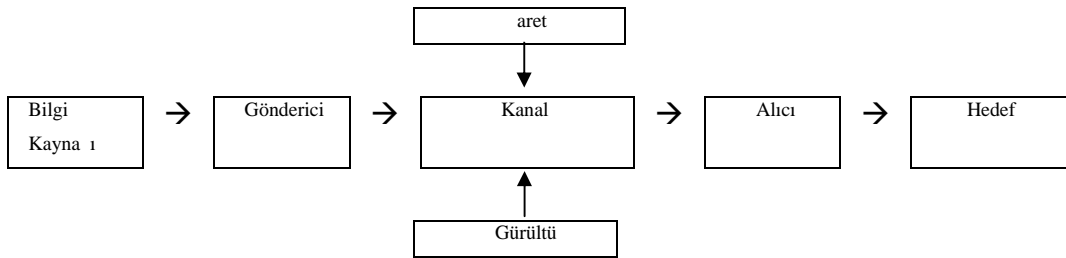 aret
Bilgi
Kayna ı
→ Gönderici → Kanal → Alıcı → Hedef
Gürültü